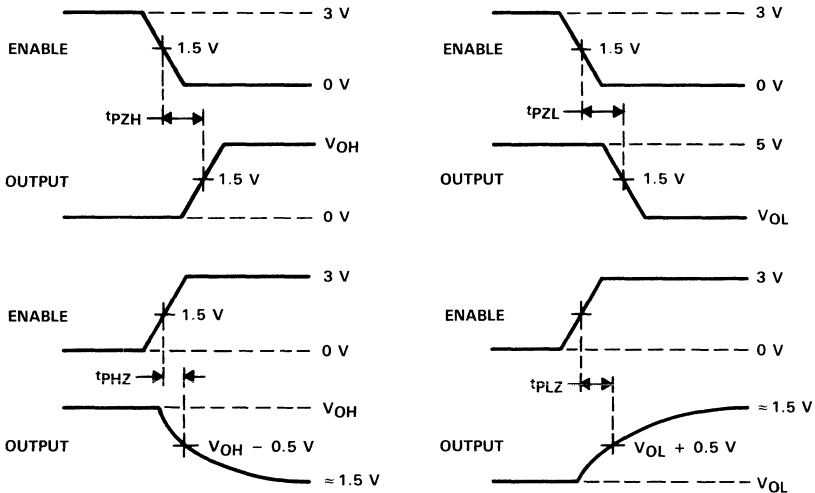 3 V
ENABLE
1.5 V
0 V
tPZH
VOH
OUTPUT
1.5 V
0 V
3 V
ENABLE
1.5 V
0 V
tPZL
5 V
OUTPUT
1.5 V
VOL
3 V
ENABLE
1.5 V
0 V
tPHZ
VOH
OUTPUT
VOH − 0.5 V
≈ 1.5 V
3 V
ENABLE
0 V
tPLZ
≈ 1.5 V
OUTPUT
VOL + 0.5 V
VOL